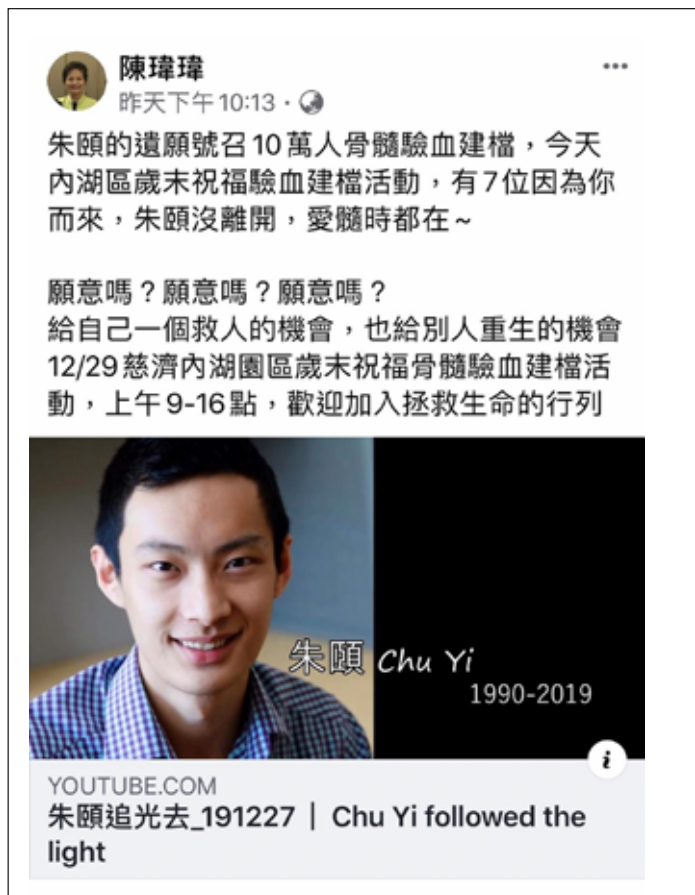 陳瑋瑋
昨天下午10:13 ·
朱頤的遺願號召10萬人骨髓驗血建檔，今天
內湖區歲末祝福驗血建檔活動，有7位因為你
而來，朱頤沒離開，愛髓時都在~
願意嗎？願意嗎？願意嗎？
給自己一個救人的機會，也給別人重生的機會
12/29慈濟內湖園區歲末祝福骨髓驗血建檔活
動，上午9-16點，歡迎加入拯救生命的行列
朱頤 Chu Yi
1990-2019
YOUTUBE.COM
朱頤追光去_191227｜Chu Yi followed the
light